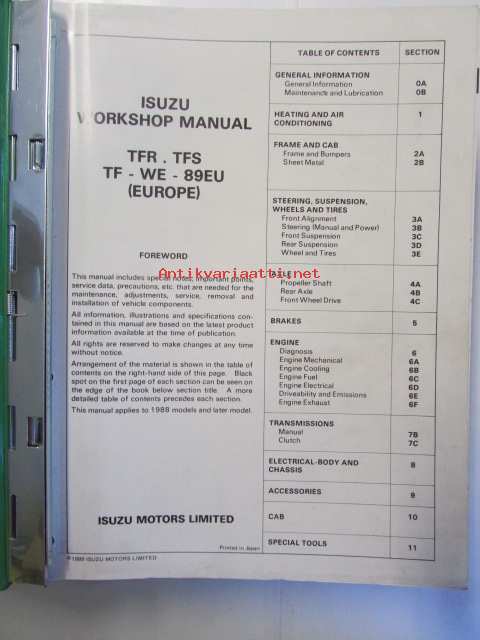 ISUZU
WORKSHOP MANUAL
TFR . TFS
TF - WE - 89EU
(EUROPE)
FOREWORD
This manual includes special notes, important points,
service data, precautions, etc. that are needed for the
maintenance, adjustments, service, removal and
installation of vehicle components.
All information, illustrations and specifications con-
tained in this manual are based on the latest product
information available at the time of publication.
All rights are reserved to make changes at any time
without notice.
Arrangement of the material is shown in the table of
contents on the right-hand side of this page. Black
spot on the first page of each section can be seen on
the edge of the book below section title. A more
detailed table of contents precedes each section.
This manual applies to 1988 models and later model.
ISUZU MOTORS LIMITED
Printed in Japan
© 1988 ISUZU MOTORS LIMITED
TABLE OF CONTENTS SECTION
GENERAL INFORMATION
General Information 0A
Maintenance and Lubrication 0B
HEATING AND AIR 1
CONDITIONING
FRAME AND CAB
Frame and Bumpers 2A
Sheet Metal 2B
STEERING, SUSPENSION,
WHEELS AND TIRES
Front Alignment 3A
Steering (Manual and Power) 3B
Front Suspension 3C
Rear Suspension 3D
Wheel and Tires 3E
AXLE
Propeller Shaft 4A
Rear Axle 4B
Front Wheel Drive 4C
BRAKES 5
ENGINE
Diagnosis 6
Engine Mechanical 6A
Engine Cooling 6B
Engine Fuel 6C
Engine Electrical 6D
Driveability and Emissions 6E
Engine Exhaust 6F
TRANSMISSIONS
Manual 7B
Clutch 7C
ELECTRICAL-BODY AND 8
CHASSIS
ACCESSORIES 9
CAB 10
SPECIAL TOOLS 11
Antikvariaatti.net